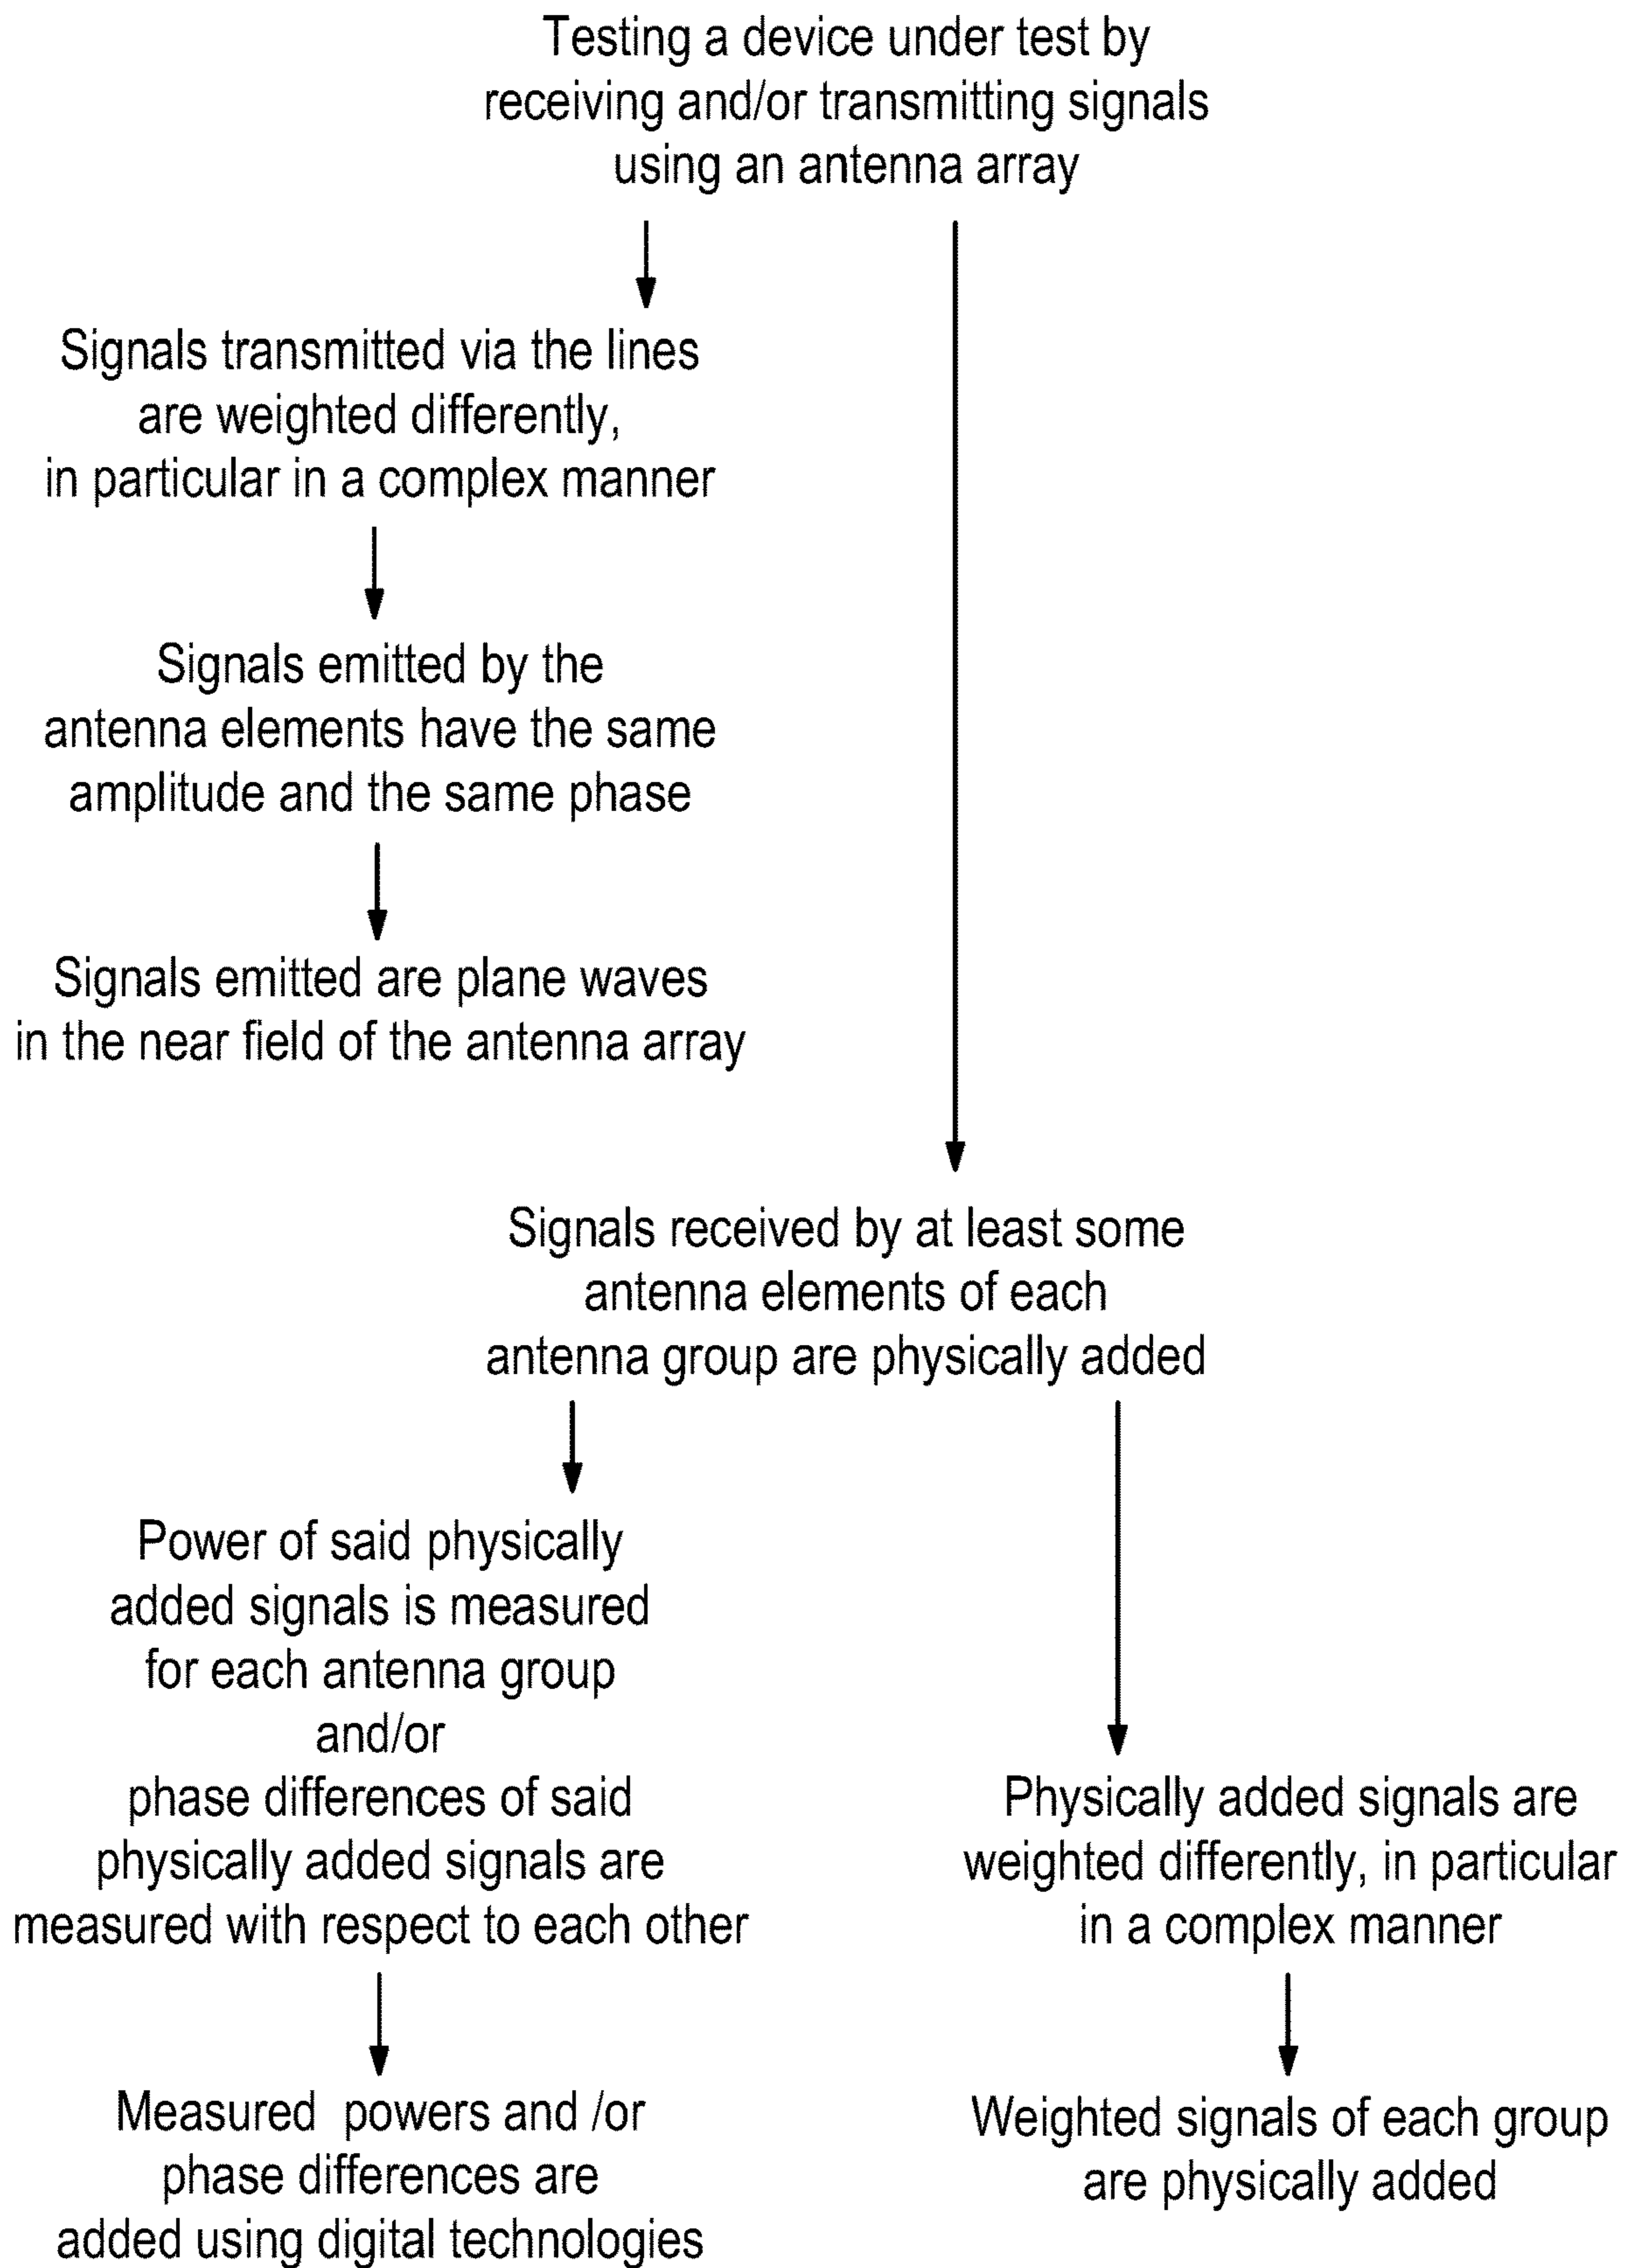 Testing a device under test by
receiving and/or transmitting signals
using an antenna array
Signals transmitted via the lines
are weighted differently,
in particular in a complex manner
Signals emitted by the
antenna elements have the same
amplitude and the same phase
Signals emitted are plane waves
in the near field of the antenna array
Signals received by at least some
antenna elements of each
antenna group are physically added
Power of said physically
added signals is measured
for each antenna group
and/or
phase differences of said
physically added signals are
measured with respect to each other
Measured powers and /or
phase differences are
added using digital technologies
Physically added signals are
weighted differently, in particular
in a complex manner
Weighted signals of each group
are physically added